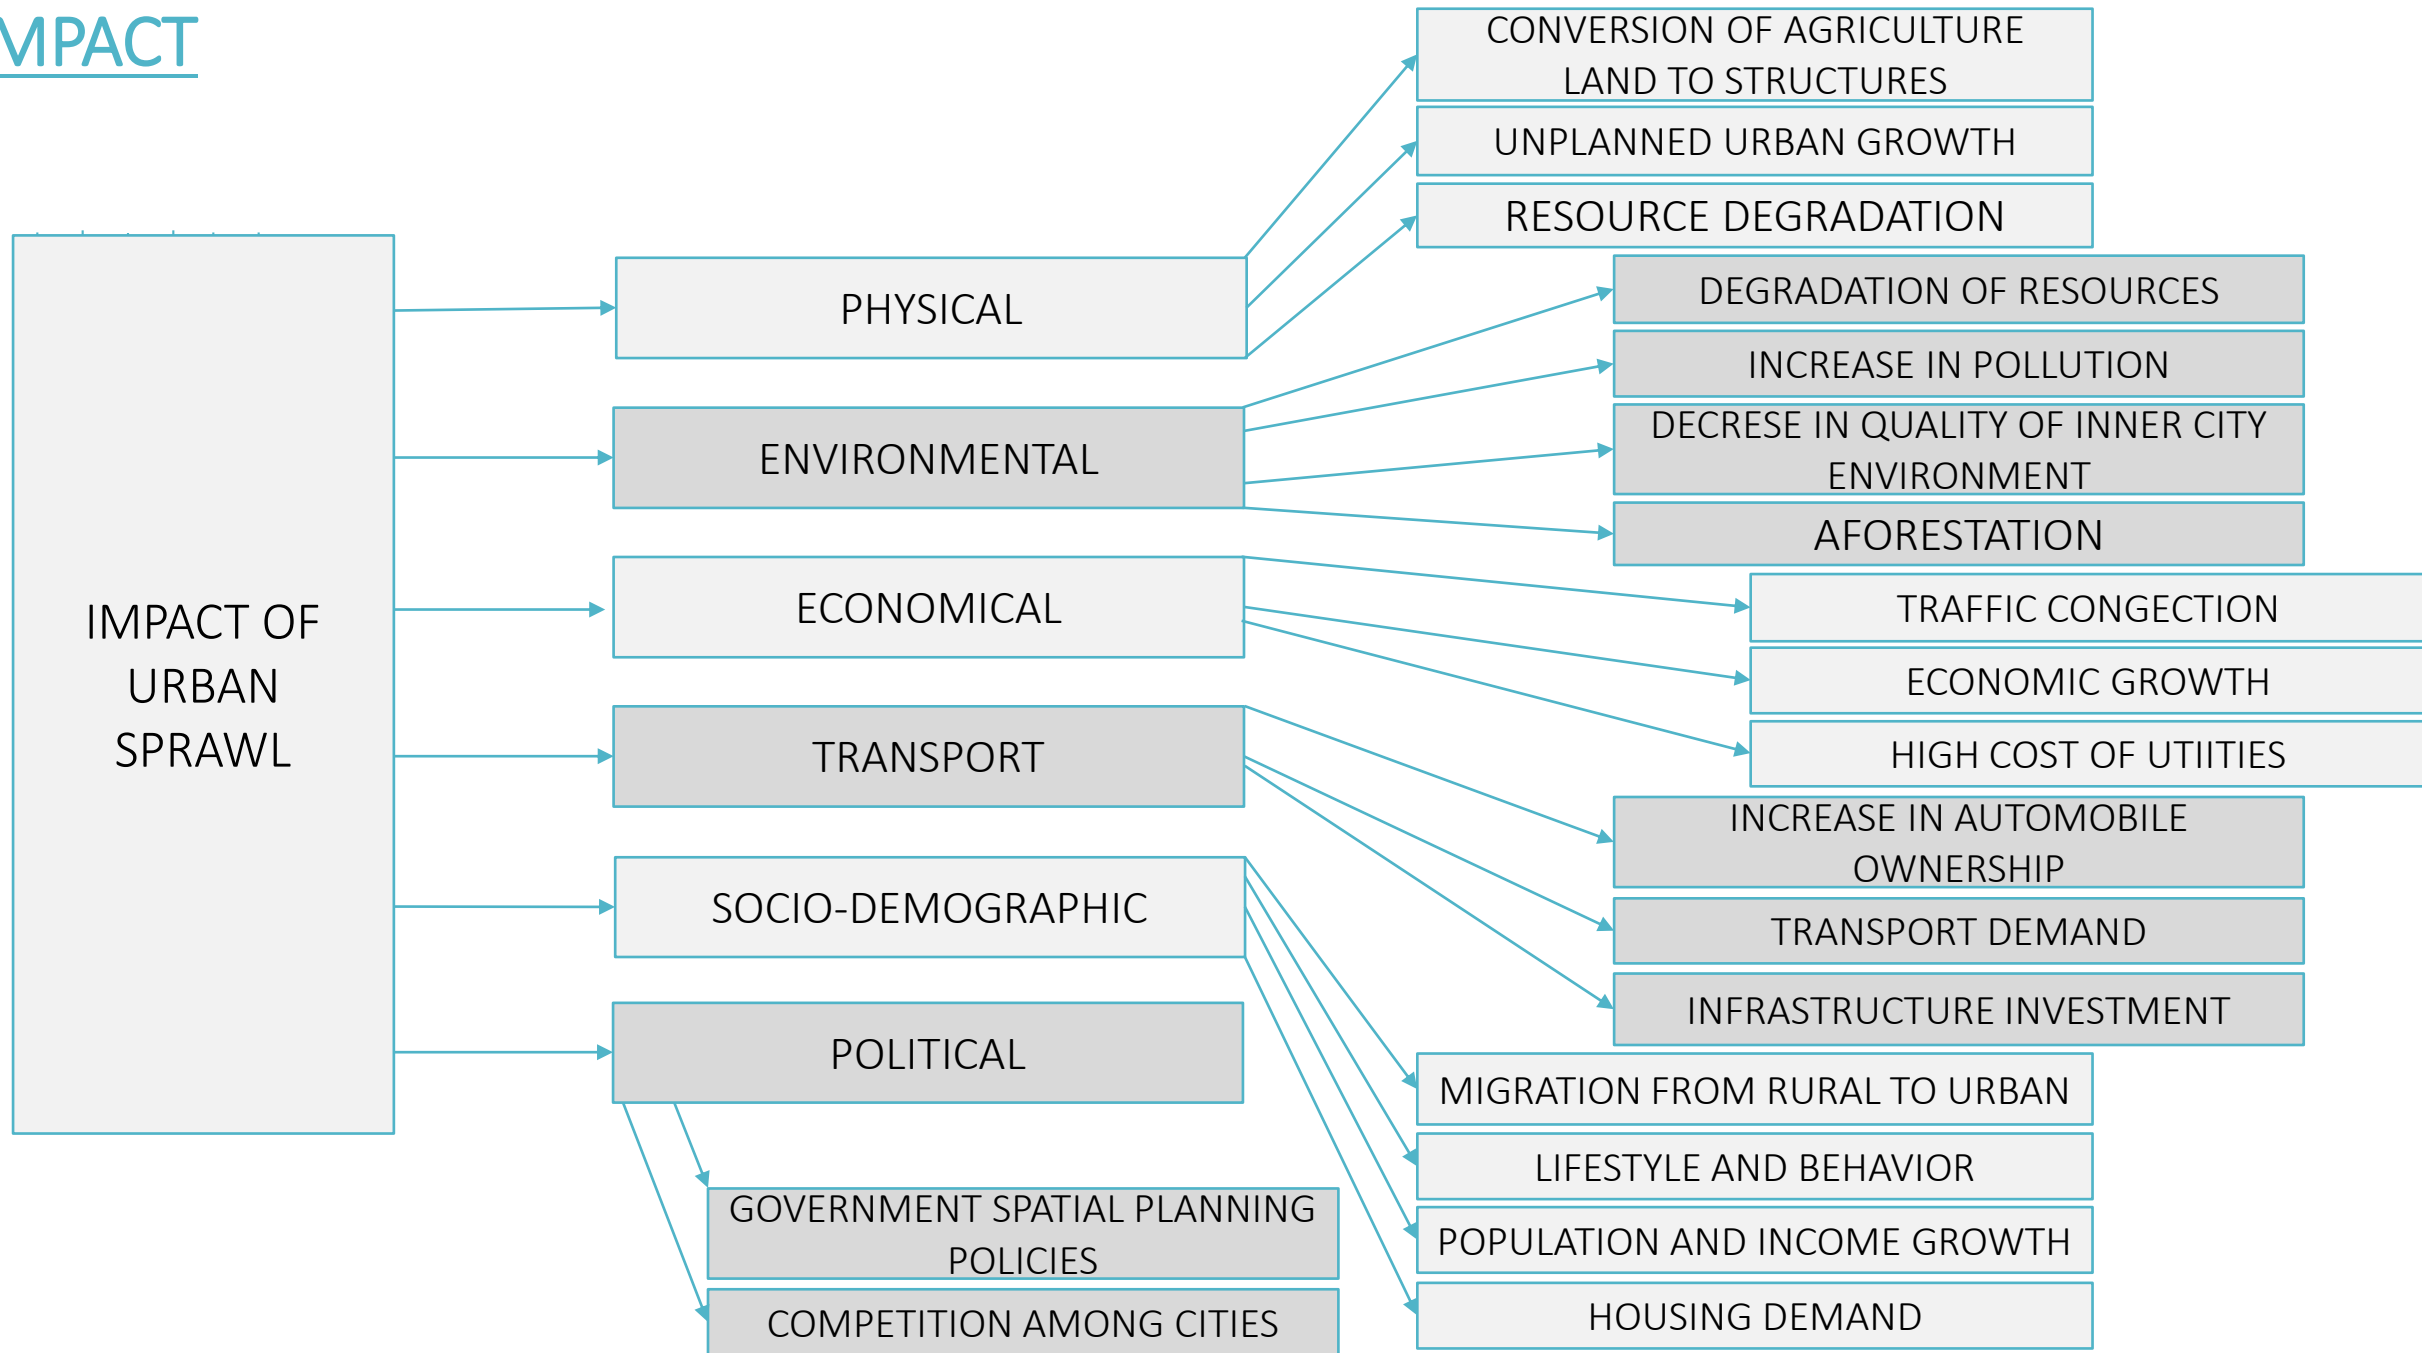 MPACT
IMPACT OF
URBAN
SPRAWL
PHYSICAL
CONVERSION OF AGRICULTURE
LAND TO STRUCTURES
UNPLANNED URBAN GROWTH
RESOURCE DEGRADATION
ENVIRONMENTAL
DEGRADATION OF RESOURCES
INCREASE IN POLLUTION
DECRESE IN QUALITY OF INNER CITY
ENVIRONMENT
AFORESTATION
ECONOMICAL
TRAFFIC CONGECTION
ECONOMIC GROWTH
HIGH COST OF UTIITIES
TRANSPORT
INCREASE IN AUTOMOBILE
OWNERSHIP
TRANSPORT DEMAND
INFRASTRUCTURE INVESTMENT
SOCIO-DEMOGRAPHIC
MIGRATION FROM RURAL TO URBAN
LIFESTYLE AND BEHAVIOR
POPULATION AND INCOME GROWTH
HOUSING DEMAND
POLITICAL
GOVERNMENT SPATIAL PLANNING
POLICIES
COMPETITION AMONG CITIES